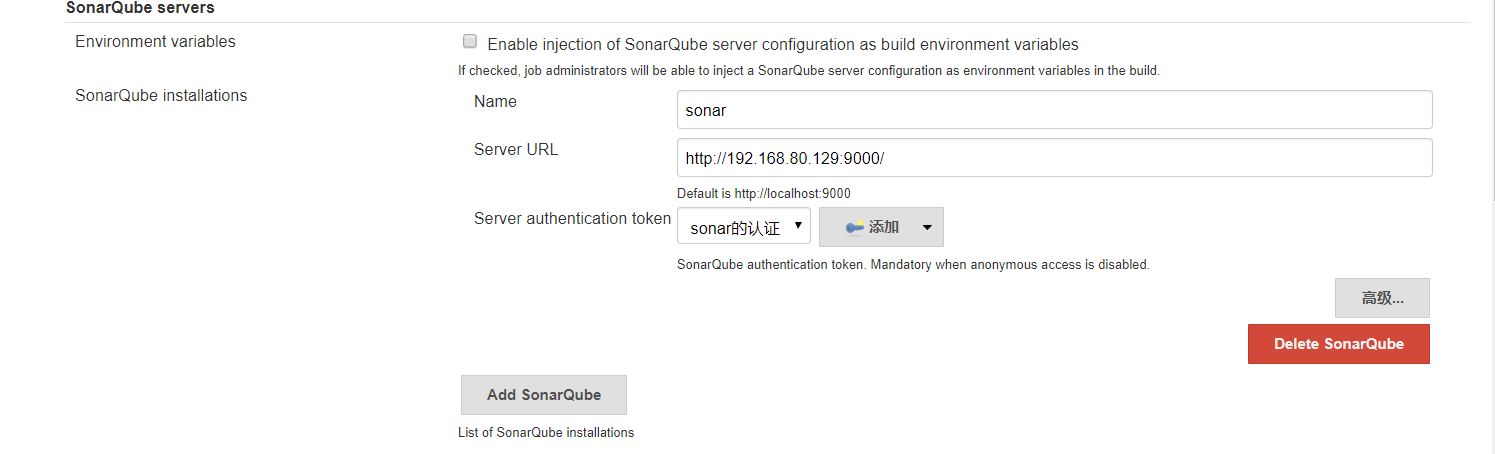 SonarQube servers
Environment variables
Enable injection of SonarQube server configuration as build environment variables
If checked, job administrators will be able to inject a SonarQube server configuration as environment variables in the build.
SonarQube installations
Name
sonar
Server URL
http://192.168.80.129:9000/
Default is http://localhost:9000
Server authentication token
sonar的认证
添加
SonarQube authentication token. Mandatory when anonymous access is disabled.
高级...
Delete SonarQube
Add SonarQube
List of SonarQube installations